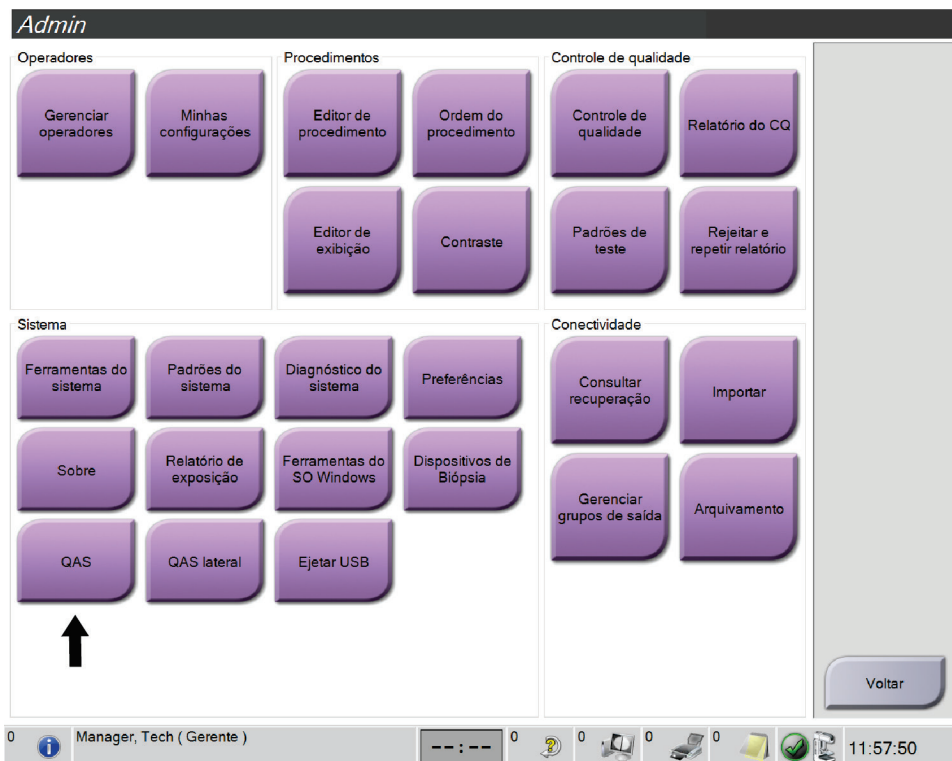 Admin
Operadores
Gerenciar
operadores
Minhas
configurações
Procedimentos
Editor de
procedimento
Ordem do
procedimento
Editor de
exibição
Contraste
Controle de qualidade
Controle de
qualidade
Relatório do CQ
Padrões de
teste
Rejeitar e
repetir relatório
Sistema
Ferramentas do
sistema
Padrões do
sistema
Diagnóstico do
sistema
Preferências
Sobre
Relatório de
exposição
Ferramentas do
SO Windows
Dispositivos de
Biópsia
QAS
QAS lateral
Ejetar USB
Conectividade
Consultar
recuperação
Importar
Gerenciar
grupos de saída
Arquivamento
Voltar
0
Manager, Tech ( Gerente )
--:--
0
0
0
0
11:57:50